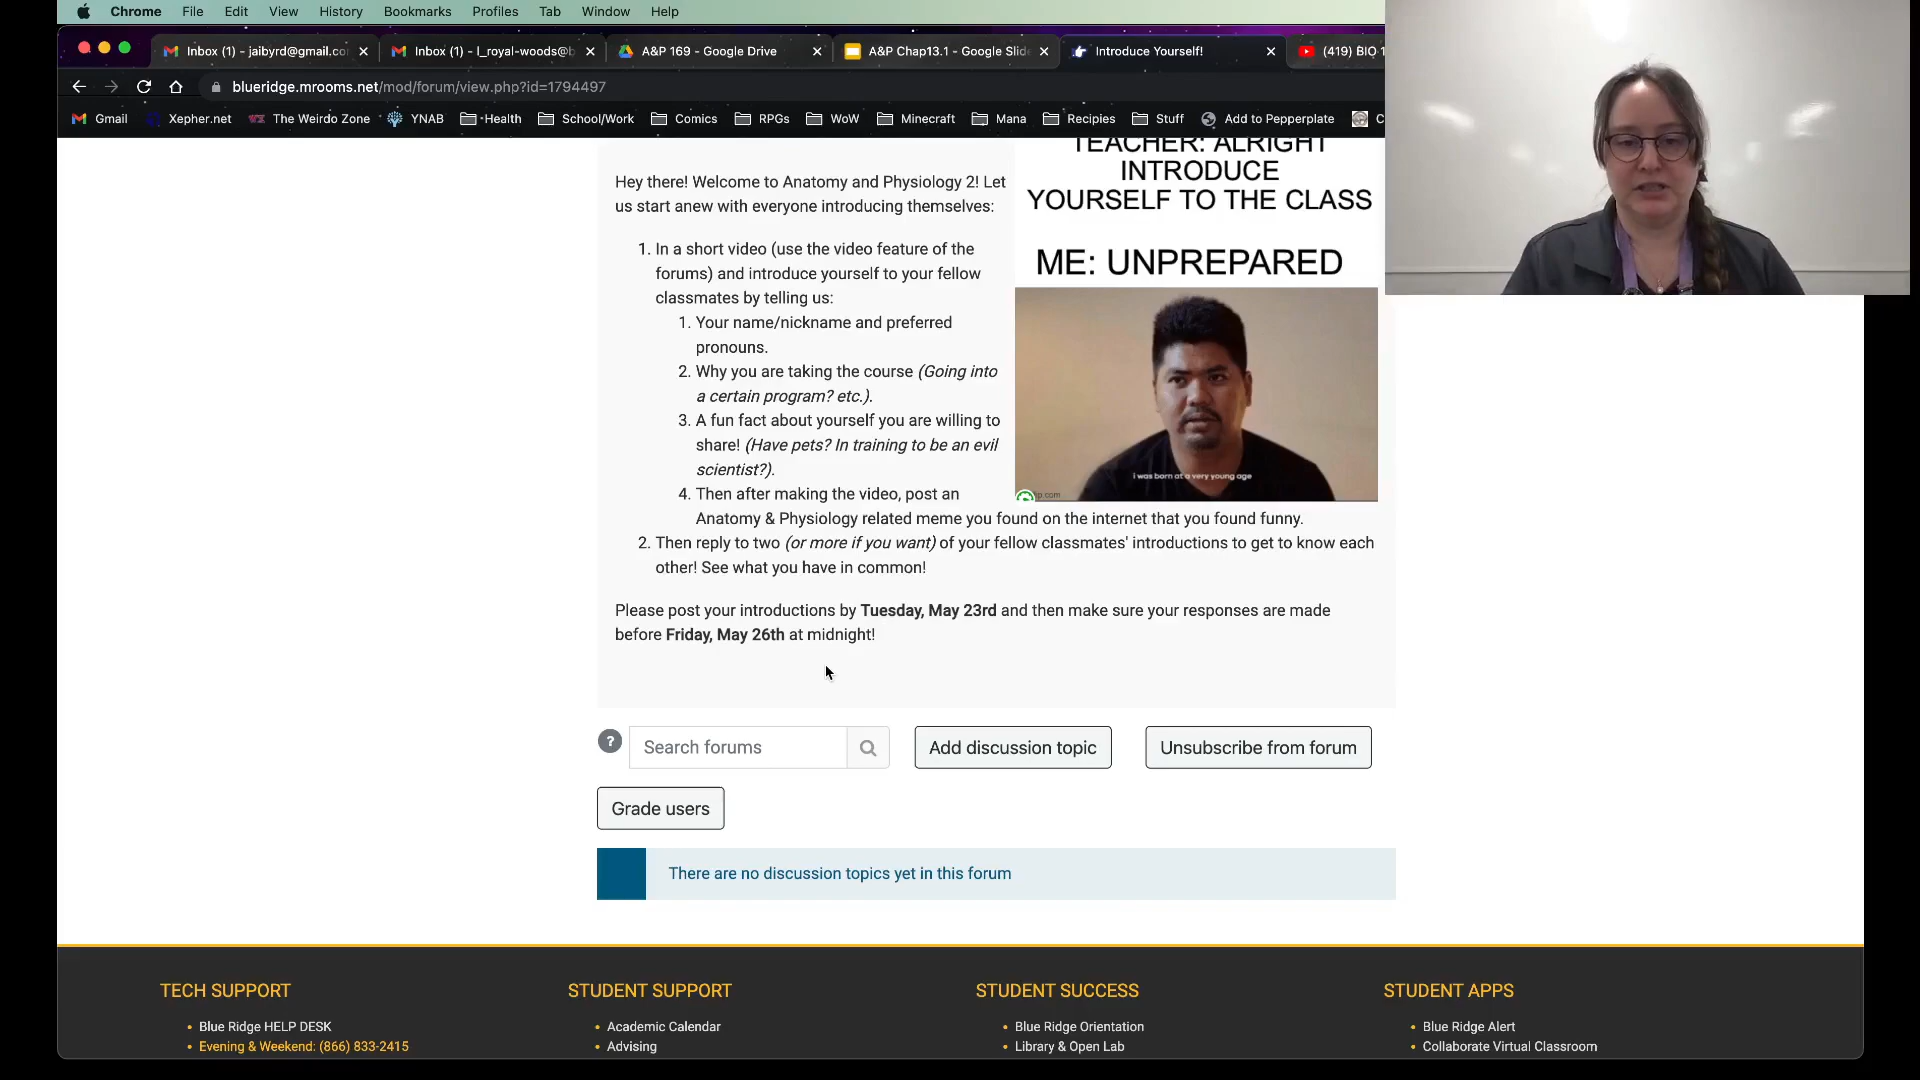 Chrome File Edit View History Bookmarks Profiles Tab Window Help
Inbox (1) - jaibyrd@gmail.co
Inbox (1) - l_royal-woods@b
A&P 169 - Google Drive
A&P Chap13.1 - Google Slide
Introduce Yourself!
(419) BIO 1
blueridge.mrooms.net/mod/forum/view.php?id=1794497
Gmail Xepher.net The Weirdo Zone YNAB Health School/Work Comics RPGs WoW Minecraft Mana Recipies Stuff Add to Pepperplate C
TEACHER: ALRIGHT
INTRODUCE
YOURSELF TO THE CLASS
ME: UNPREPARED
i was born at a very young age
Hey there! Welcome to Anatomy and Physiology 2! Let
us start anew with everyone introducing themselves:
1. In a short video (use the video feature of the
forums) and introduce yourself to your fellow
classmates by telling us:
1. Your name/nickname and preferred
pronouns.
2. Why you are taking the course (Going into
a certain program? etc.).
3. A fun fact about yourself you are willing to
share! (Have pets? In training to be an evil
scientist?).
4. Then after making the video, post an
Anatomy & Physiology related meme you found on the internet that you found funny.
2. Then reply to two (or more if you want) of your fellow classmates' introductions to get to know each
other! See what you have in common!
Please post your introductions by Tuesday, May 23rd and then make sure your responses are made
before Friday, May 26th at midnight!
? Search forums
Add discussion topic
Unsubscribe from forum
Grade users
There are no discussion topics yet in this forum
TECH SUPPORT
• Blue Ridge HELP DESK
• Evening & Weekend: (866) 833-2415
STUDENT SUPPORT
• Academic Calendar
• Advising
STUDENT SUCCESS
• Blue Ridge Orientation
• Library & Open Lab
STUDENT APPS
• Blue Ridge Alert
• Collaborate Virtual Classroom